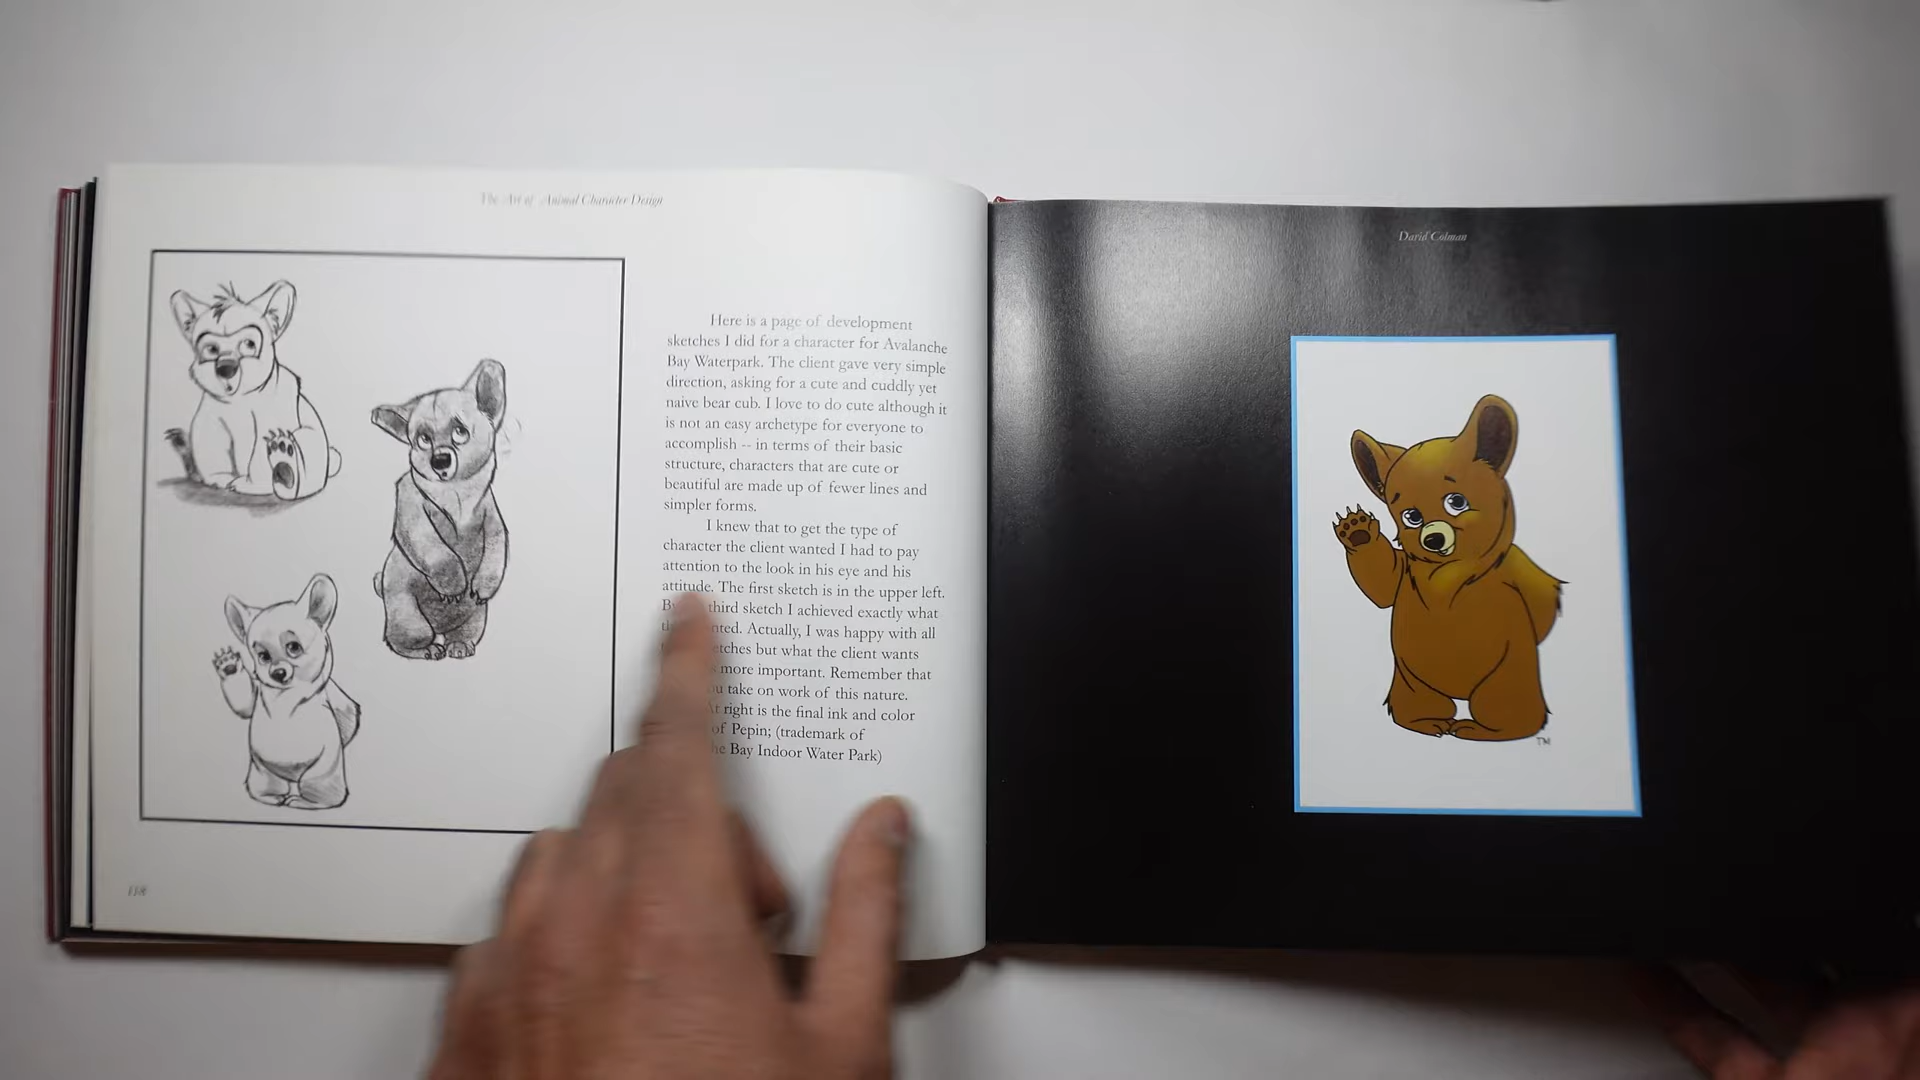 The Art of Animal Character Design
Here is a page of development
sketches I did for a character for Avalanche
Bay Waterpark. The client gave very simple
direction, asking for a cute and cuddly yet
naive bear cub. I love to do cute although it
is not an easy archetype for everyone to
accomplish -- in terms of their basic
structure, characters that are cute or
beautiful are made up of fewer lines and
simpler forms.
I knew that to get the type of
character the client wanted I had to pay
attention to the look in his eye and his
attitude. The first sketch is in the upper left.
third sketch I achieved exactly what
Actually, I was happy with all
but what the client wants
more important. Remember that
take on work of this nature.
right is the final ink and color
of Pepin; (trademark of
Bay Indoor Water Park)
David Colman
TM